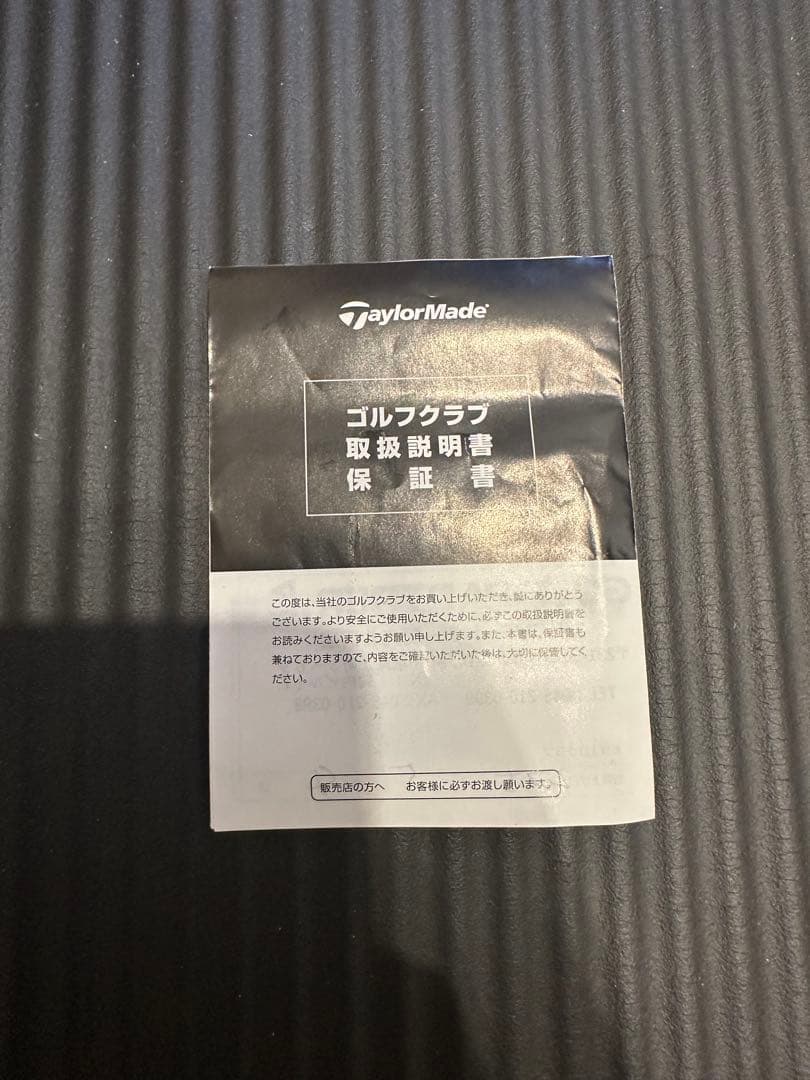 TaylorMade
ゴルフクラブ
取扱説明書
保証書
この度は、当社のゴルフクラブをお買い上げいただき、誠にありがとう
ございます。より安全にご使用いただくために、必ずこの取扱説明書を
お読みくださいますようお願い申し上げます。また、本書は、保証書も
兼ねておりますので、内容をご確認いただいた後は、大切に保管してく
ださい。
販売店の方へ　お客様に必ずお渡し願います。